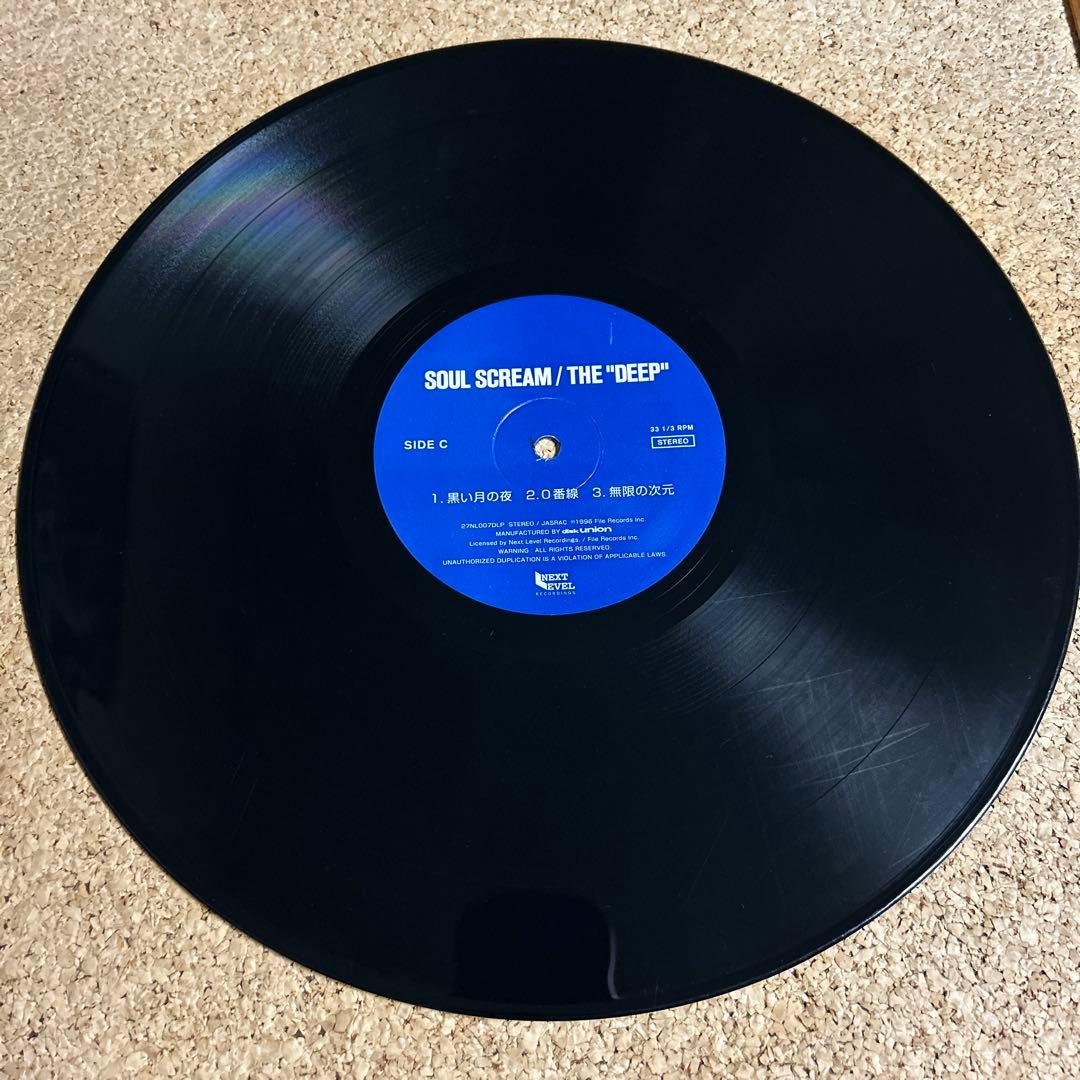 SOUL SCREAM / THE "DEEP"
SIDE C
33 1/3 RPM
STEREO
1. 黒い月の夜 2.0番線 3. 無限の次元
27NL007DLP STEREO / JASRAC ℗1996 File Records Inc.
MANUFACTURED BY disk union
Licensed by Next Level Recordings. / File Records Inc.
WARNING : ALL RIGHTS RESERVED.
UNAUTHORIZED DUPLICATION IS A VIOLATION OF APPLICABLE LAWS.
NEXT
LEVEL
RECORDINGS